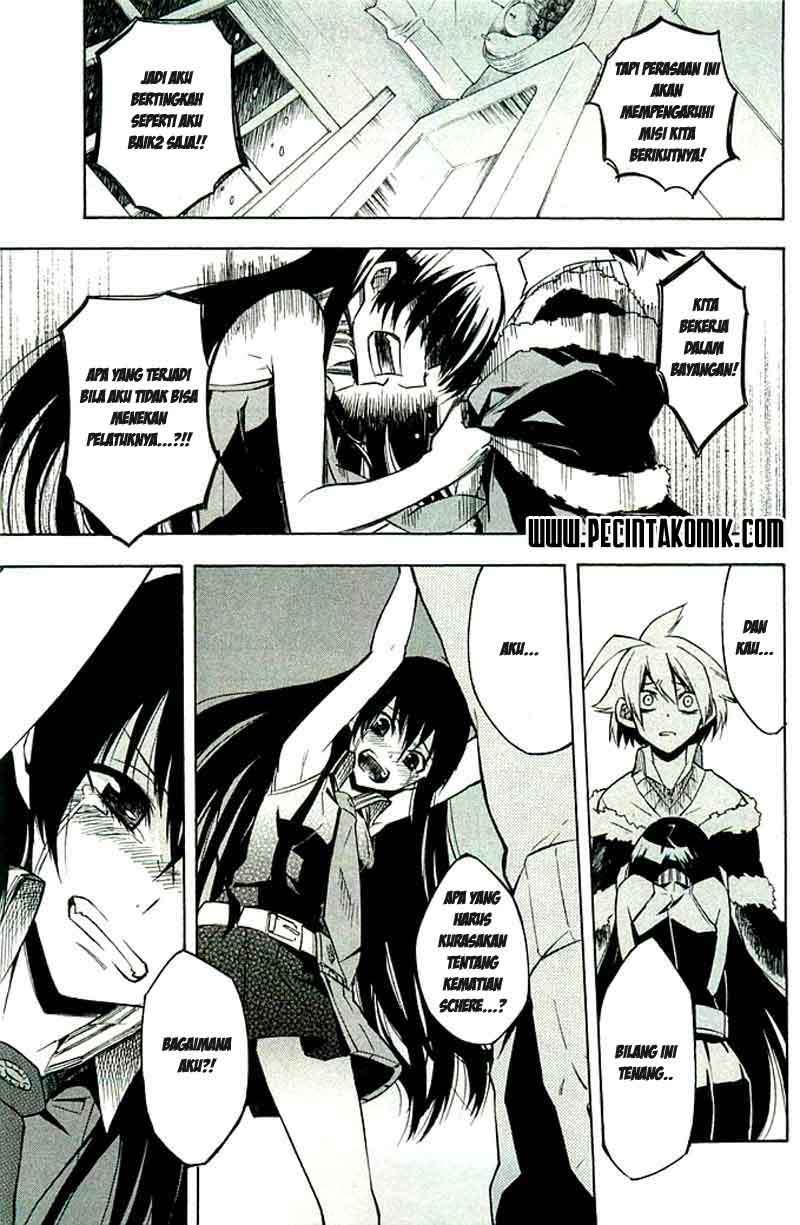 TAPI PERASAAN INI
AKAN
MEMPENGARUHI
MISI KITA
BERIKUTNYA!
JADI AKU
BERTINGKAH
SEPERTI AKU
BAIK2 SAJA!!
KITA
BEKERJA
DALAM
BAYANGAN!
APA YANG TERJADI
BILA AKU TIDAK BISA
MENEKAN
PELATUKNYA...?!!
WWW.PECINTAKOMIK.COM
DAN
KAU...
BILANG INI
TENANG..
AKU...
APA YANG
HARUS
KURASAKAN
TENTANG
KEMATIAN
SCHERE...?
BAGAIMANA
AKU?!